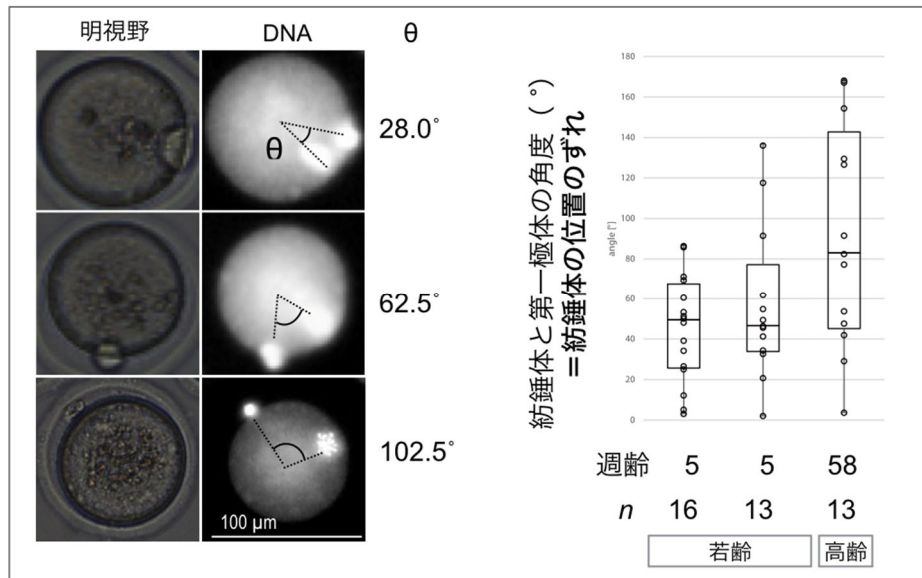 明視野 DNA θ
θ
28.0°
62.5°
102.5°
100 µm
紡錘体と第一極体の角度(°)
=紡錘体の位置のずれ
angle [°]
180
160
140
120
100
80
60
40
20
0
週齢 5 5 58
n 16 13 13
若齢 高齢